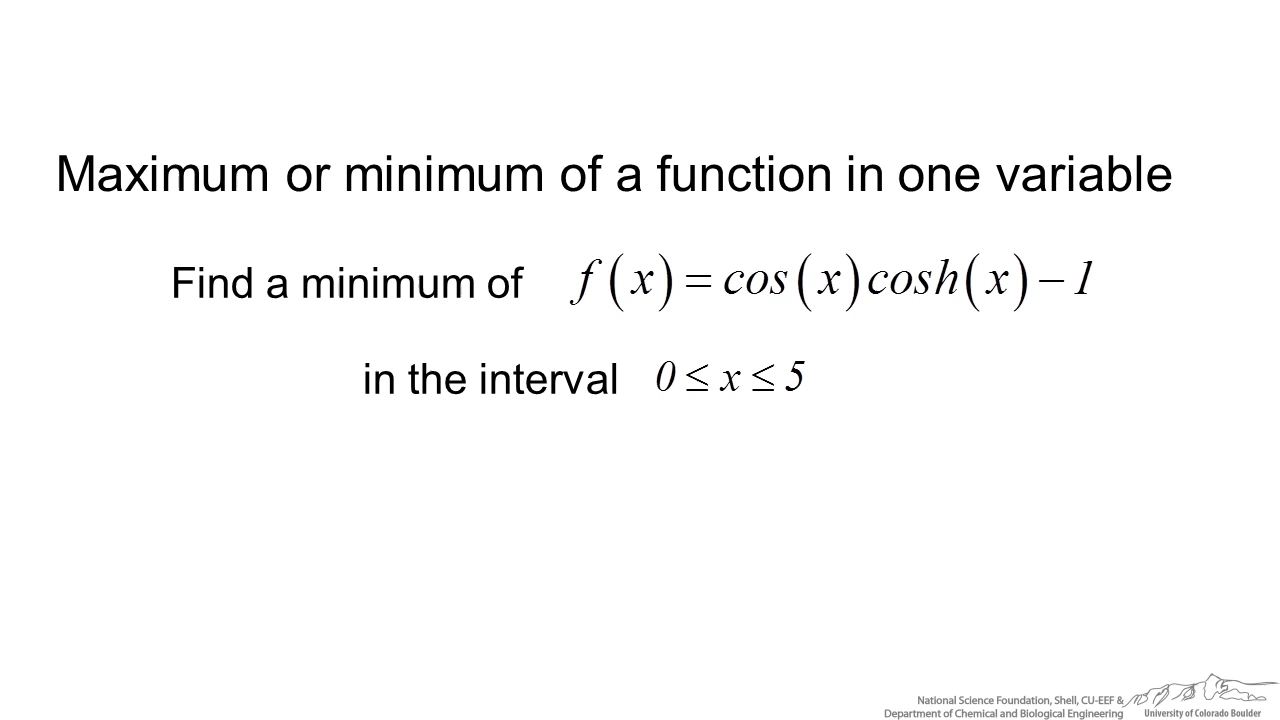 Maximum or minimum of a function in one variable
Find a minimum of f(x)=cos(x)cosh(x)−1
in the interval 0≤x≤5
National Science Foundation, Shell, CU-EEF &
Department of Chemical and Biological Engineering
University of Colorado Boulder